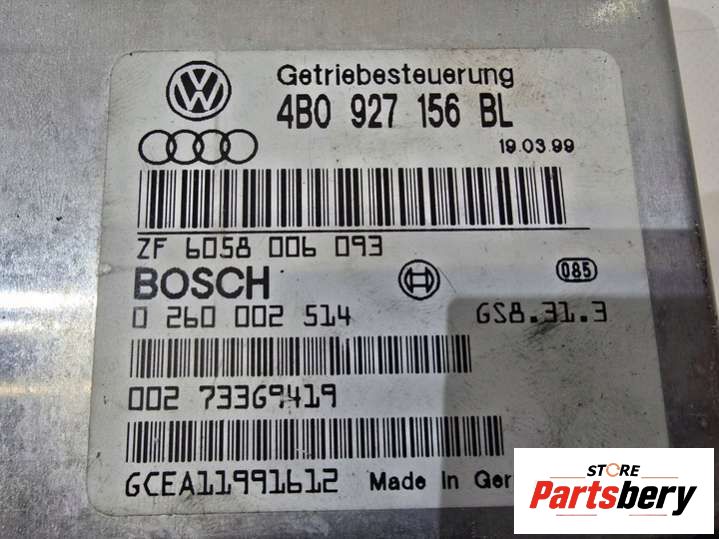 Getriebesteuerung
4B0 927 156 BL
19.03.99
ZF 6058 006 093
BOSCH
085
0 260 002 514 GS8.31.3
002 73369419
GCEA11991612 Made In Ger
STORE
Partsbery